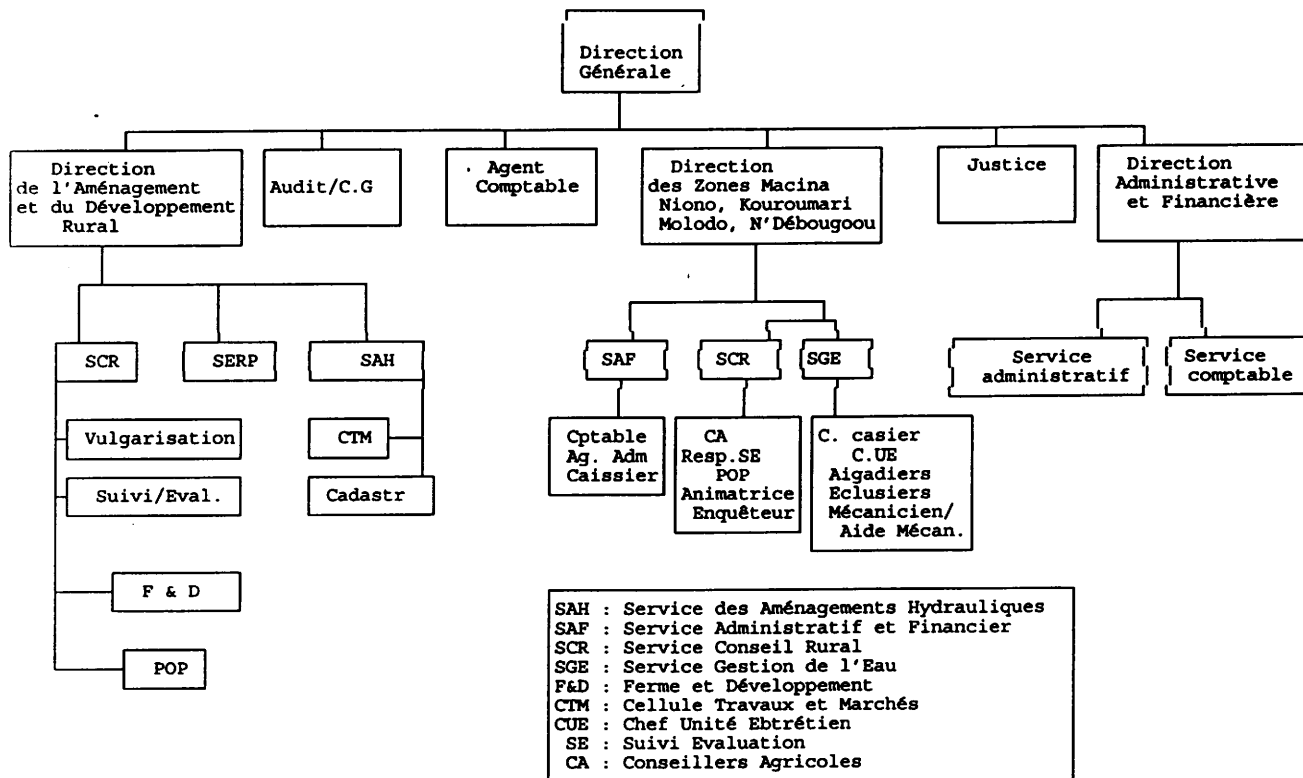 Direction
Générale
Direction
de l'Aménagement
et du Développement
Rural
Audit/C.G
Agent
Comptable
Direction
des Zones Macina
Niono, Kouroumari
Molodo, N'Débougoou
Justice
Direction
Administrative
et Financière
SCR
SERP
SAH
SAF
SCR
SGE
Service
administratif
Service
comptable
Vulgarisation
CTM
Suivi/Eval.
Cadastr
F & D
POP
Cptable
Ag. Adm
Caissier
CA
Resp.SE
POP
Animatrice
Enquêteur
C. casier
C.UE
Aigadiers
Eclusiers
Mécanicien/
Aide Mécan.
SAH : Service des Aménagements Hydrauliques
SAF : Service Administratif et Financier
SCR : Service Conseil Rural
SGE : Service Gestion de l'Eau
F&D : Ferme et Développement
CTM : Cellule Travaux et Marchés
CUE : Chef Unité Ebtrétien
SE : Suivi Evaluation
CA : Conseillers Agricoles